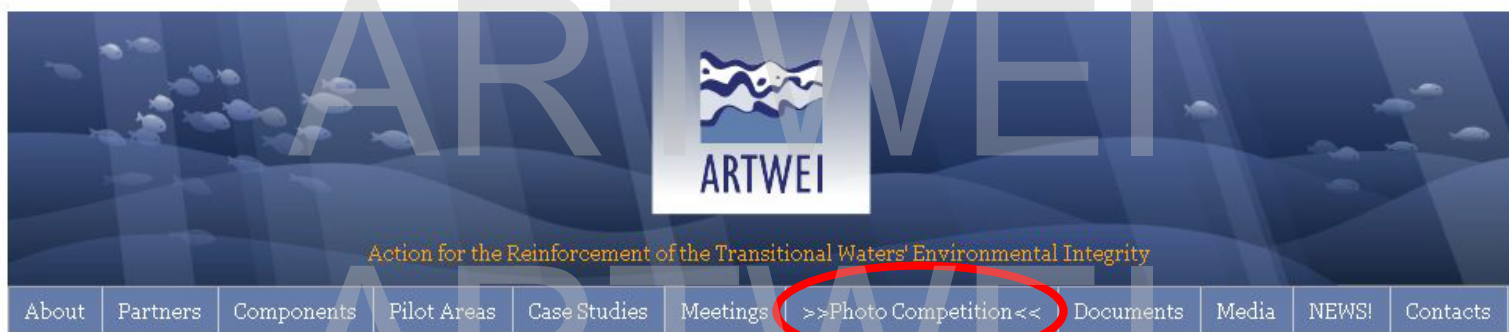 ARTWEI
ARTWEI
Action for the Reinforcement of the Transitional Waters' Environmental Integrity
ARTWEI
About Partners Components Pilot Areas Case Studies Meetings >>Photo Competition<< Documents Media NEWS! Contacts